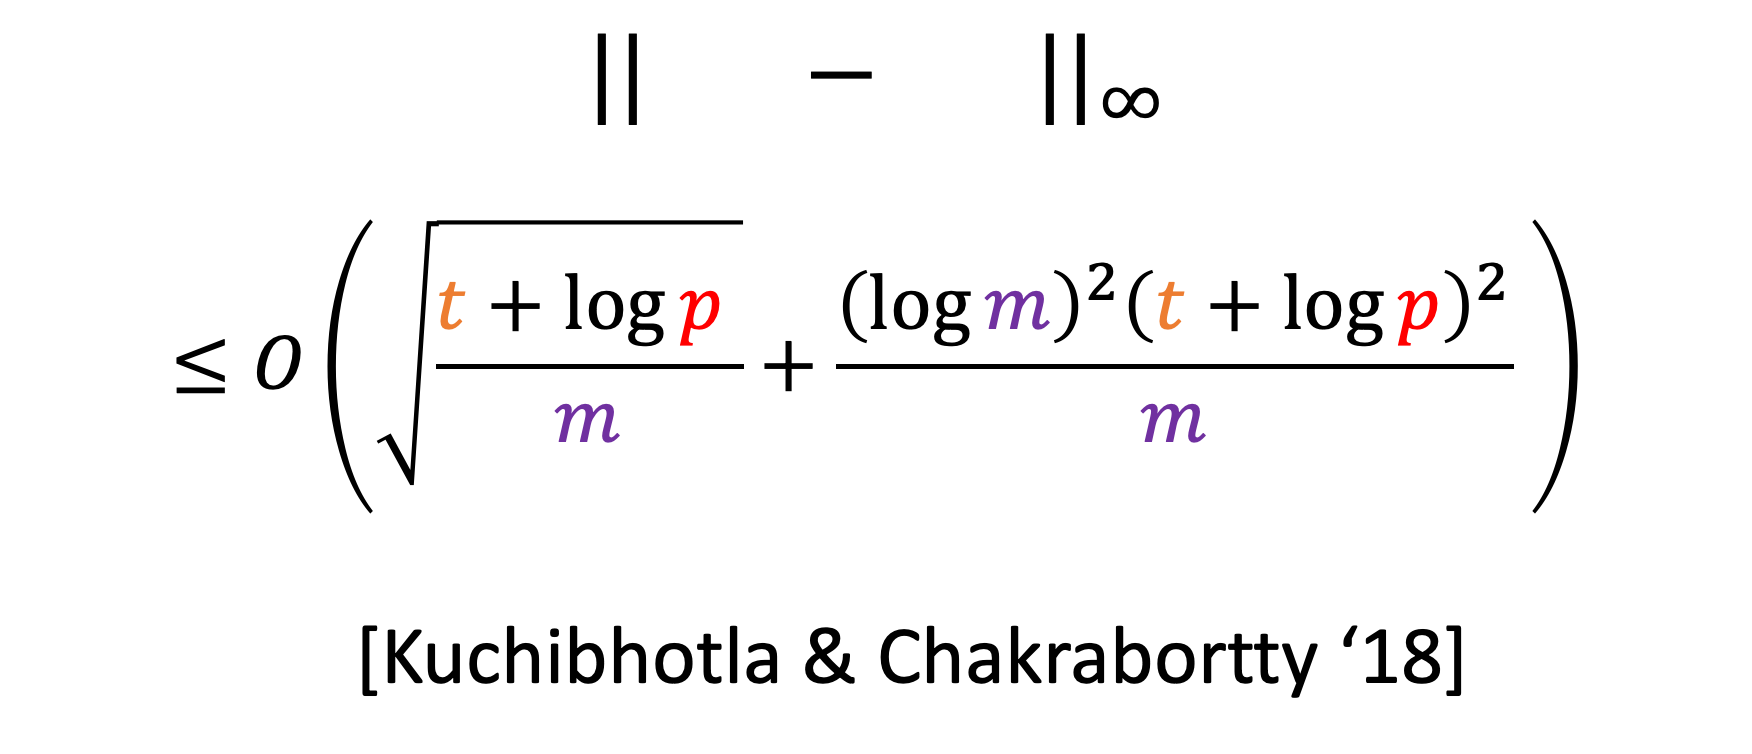 || − ||∞
≤ O(√((t + log p)/m) + ((log m)²(t + log p)²)/m)
[Kuchibhotla & Chakrabortty ‘18]